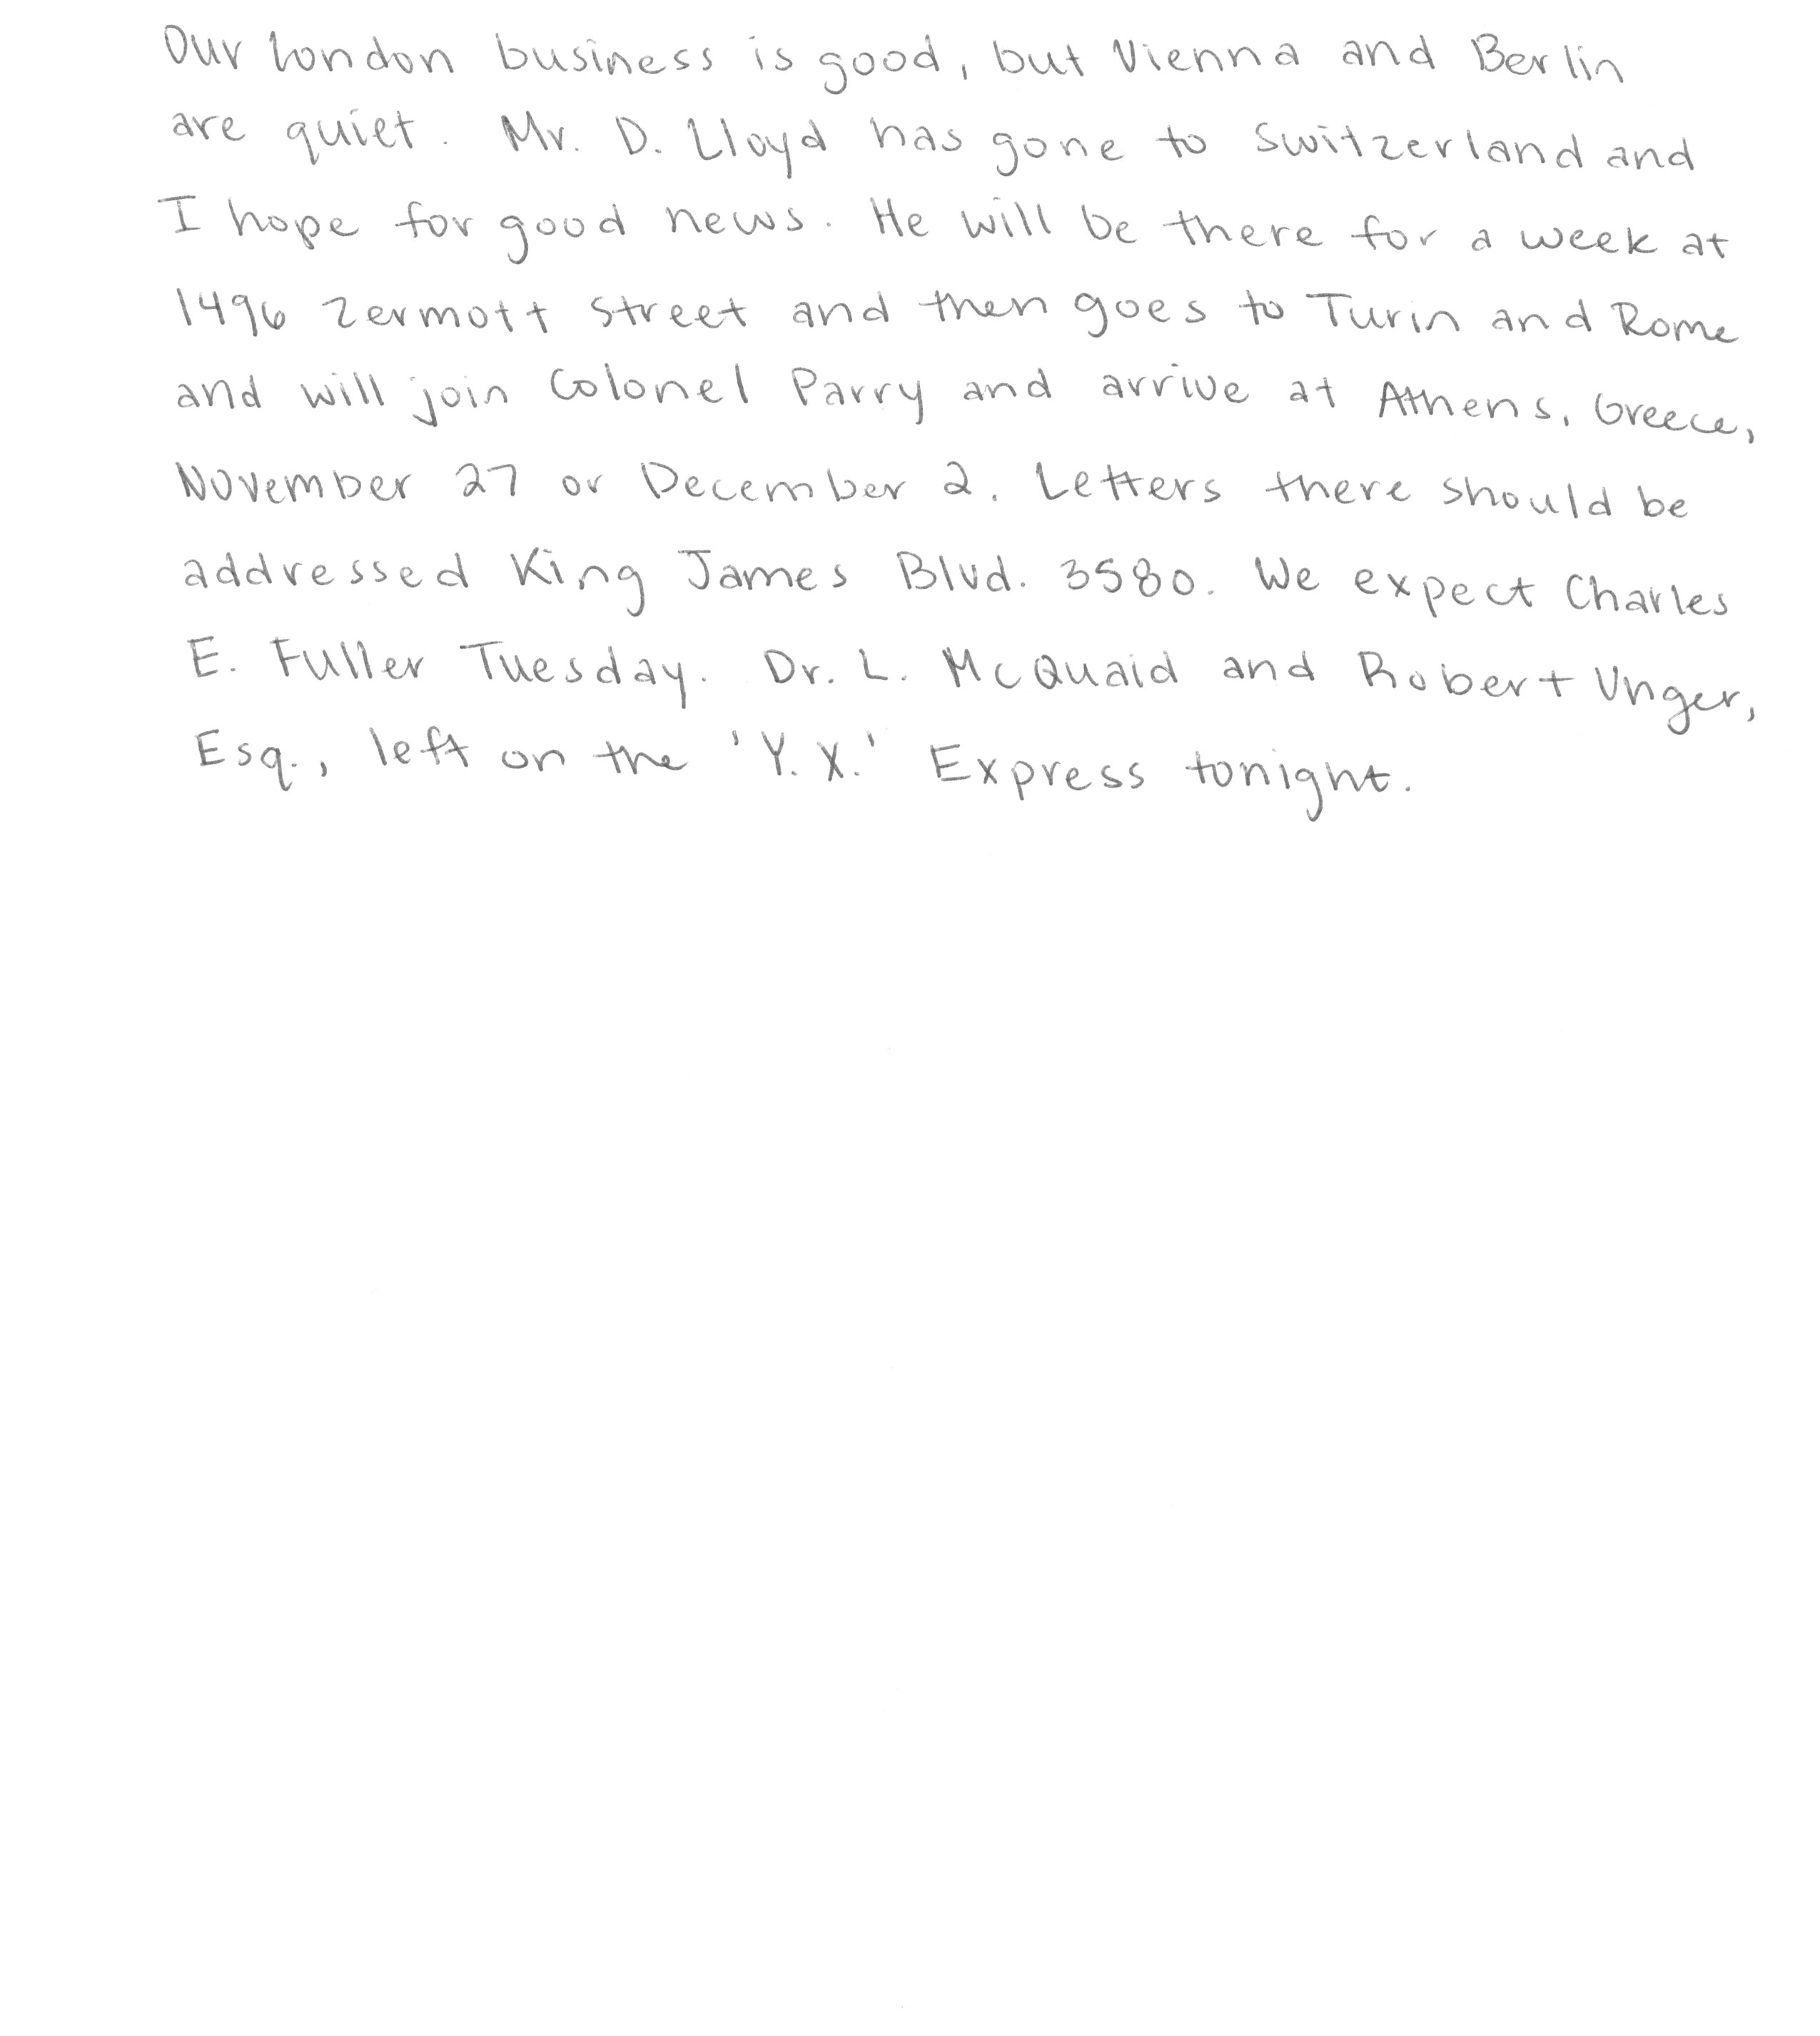 Our London business is good, but Vienna and Berlin
are quiet. Mr. D. Lloyd has gone to Switzerland and
I hope for good news. He will be there for a week at
1496 Zermott Street and then goes to Turin and Rome
and will join Colonel Parry and arrive at Athens, Greece,
November 27 or December 2. Letters there should be
addressed King James Blvd. 3580. We expect Charles
E. Fuller Tuesday. Dr. L. McQuaid and Robert Unger,
Esq., left on the 'Y.X.' Express tonight.